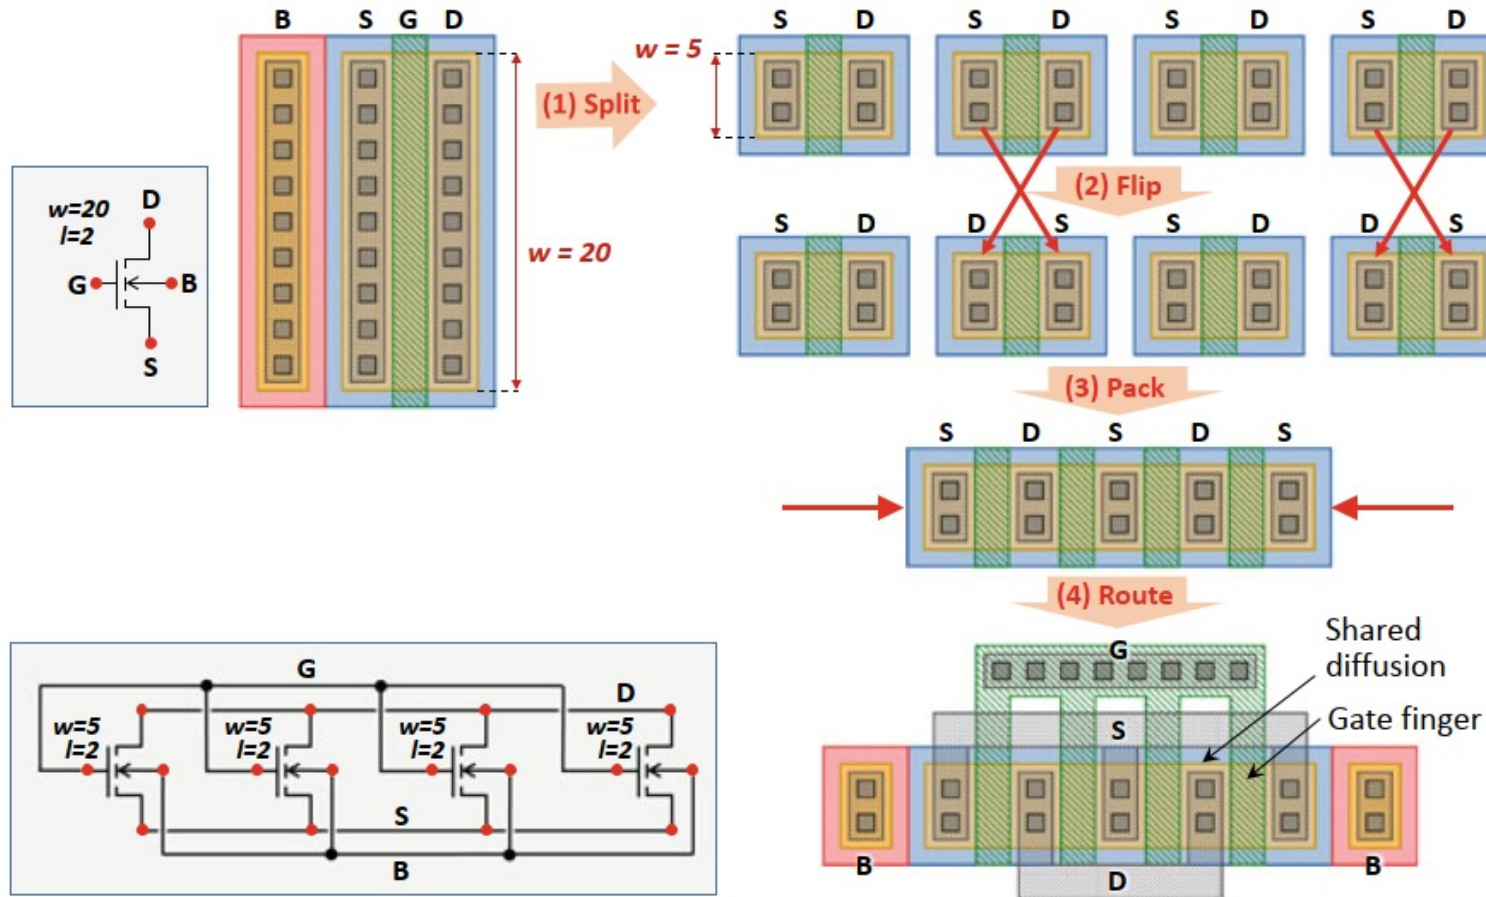 B S G D
S D S D S D S D
w = 5
(1) Split
w=20
l=2
D
G
B
S
w = 20
(2) Flip
S D D S S D D S
(3) Pack
S D S D S
(4) Route
G
Shared
diffusion
Gate finger
S
B
B
D
G
D
w=5
l=2
w=5
l=2
w=5
l=2
w=5
l=2
S
B